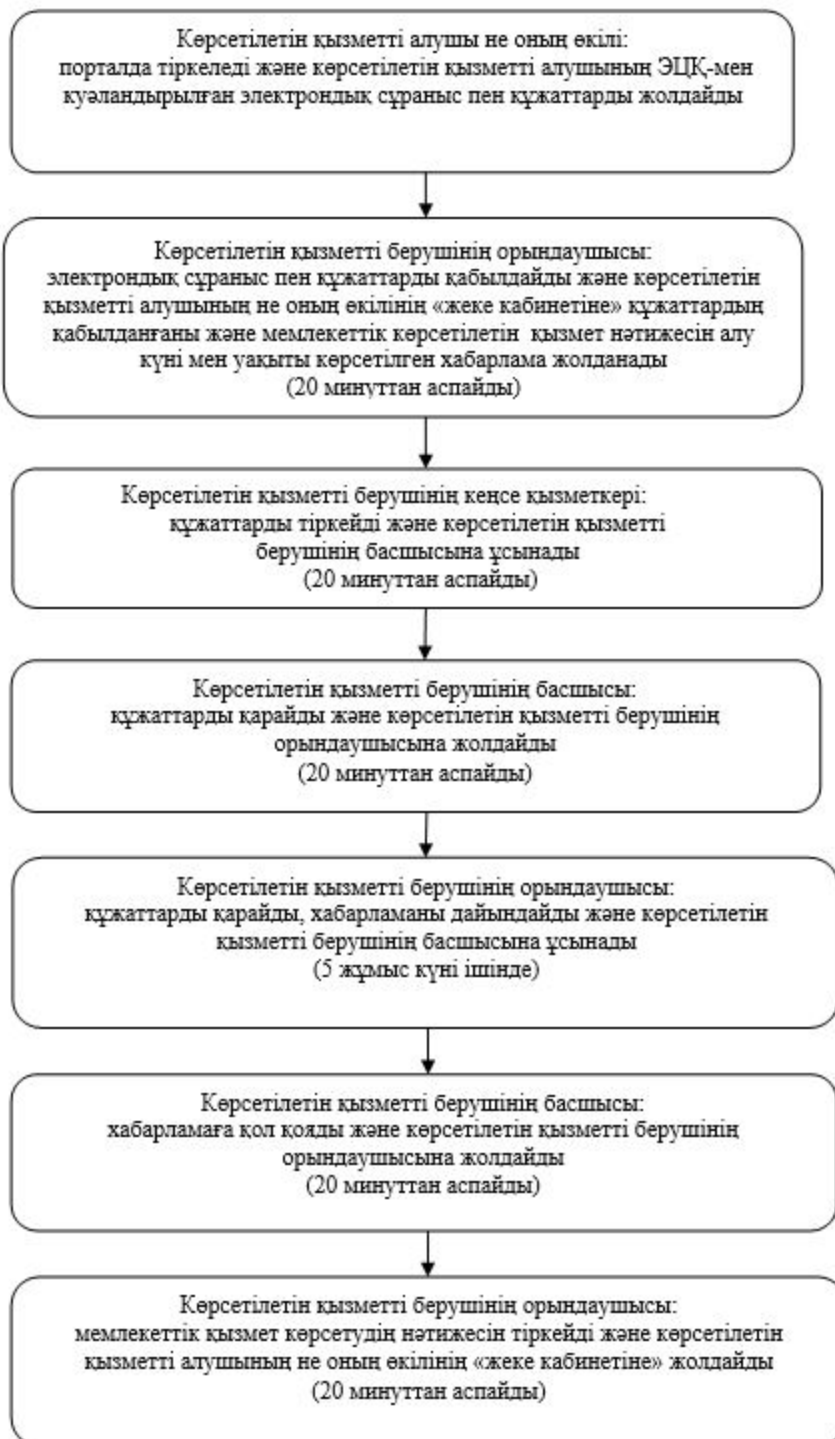 Көрсетілетін қызметті алушы не оның өкілі:
порталда тіркеледі және көрсетілетін қызметті алушының ЭЦҚ-мен
куәландырылған электрондық сұраныс пен құжаттарды жолдайды
Көрсетілетін қызметті берушінің орындаушысы:
электрондық сұраныс пен құжаттарды қабылдайды және көрсетілетін
қызметті алушының не оның өкілінің «жеке кабинетіне» құжаттардың
қабылданғаны және мемлекеттік көрсетілетін қызмет нәтижесін алу
күні мен уақыты көрсетілген хабарлама жолданады
(20 минуттан аспайды)
Көрсетілетін қызметті берушінің кеңсе қызметкері:
құжаттарды тіркейді және көрсетілетін қызметті
берушінің басшысына ұсынады
(20 минуттан аспайды)
Көрсетілетін қызметті берушінің басшысы:
құжаттарды қарайды және көрсетілетін қызметті берушінің
орындаушысына жолдайды
(20 минуттан аспайды)
Көрсетілетін қызметті берушінің орындаушысы:
құжаттарды қарайды, хабарламаны дайындайды және көрсетілетін
қызметті берушінің басшысына ұсынады
(5 жұмыс күні ішінде)
Көрсетілетін қызметті берушінің басшысы:
хабарламаға қол қояды және көрсетілетін қызметті берушінің
орындаушысына жолдайды
(20 минуттан аспайды)
Көрсетілетін қызметті берушінің орындаушысы:
мемлекеттік қызмет көрсетудің нәтижесін тіркейді және көрсетілетін
қызметті алушының не оның өкілінің «жеке кабинетіне» жолдайды
(20 минуттан аспайды)